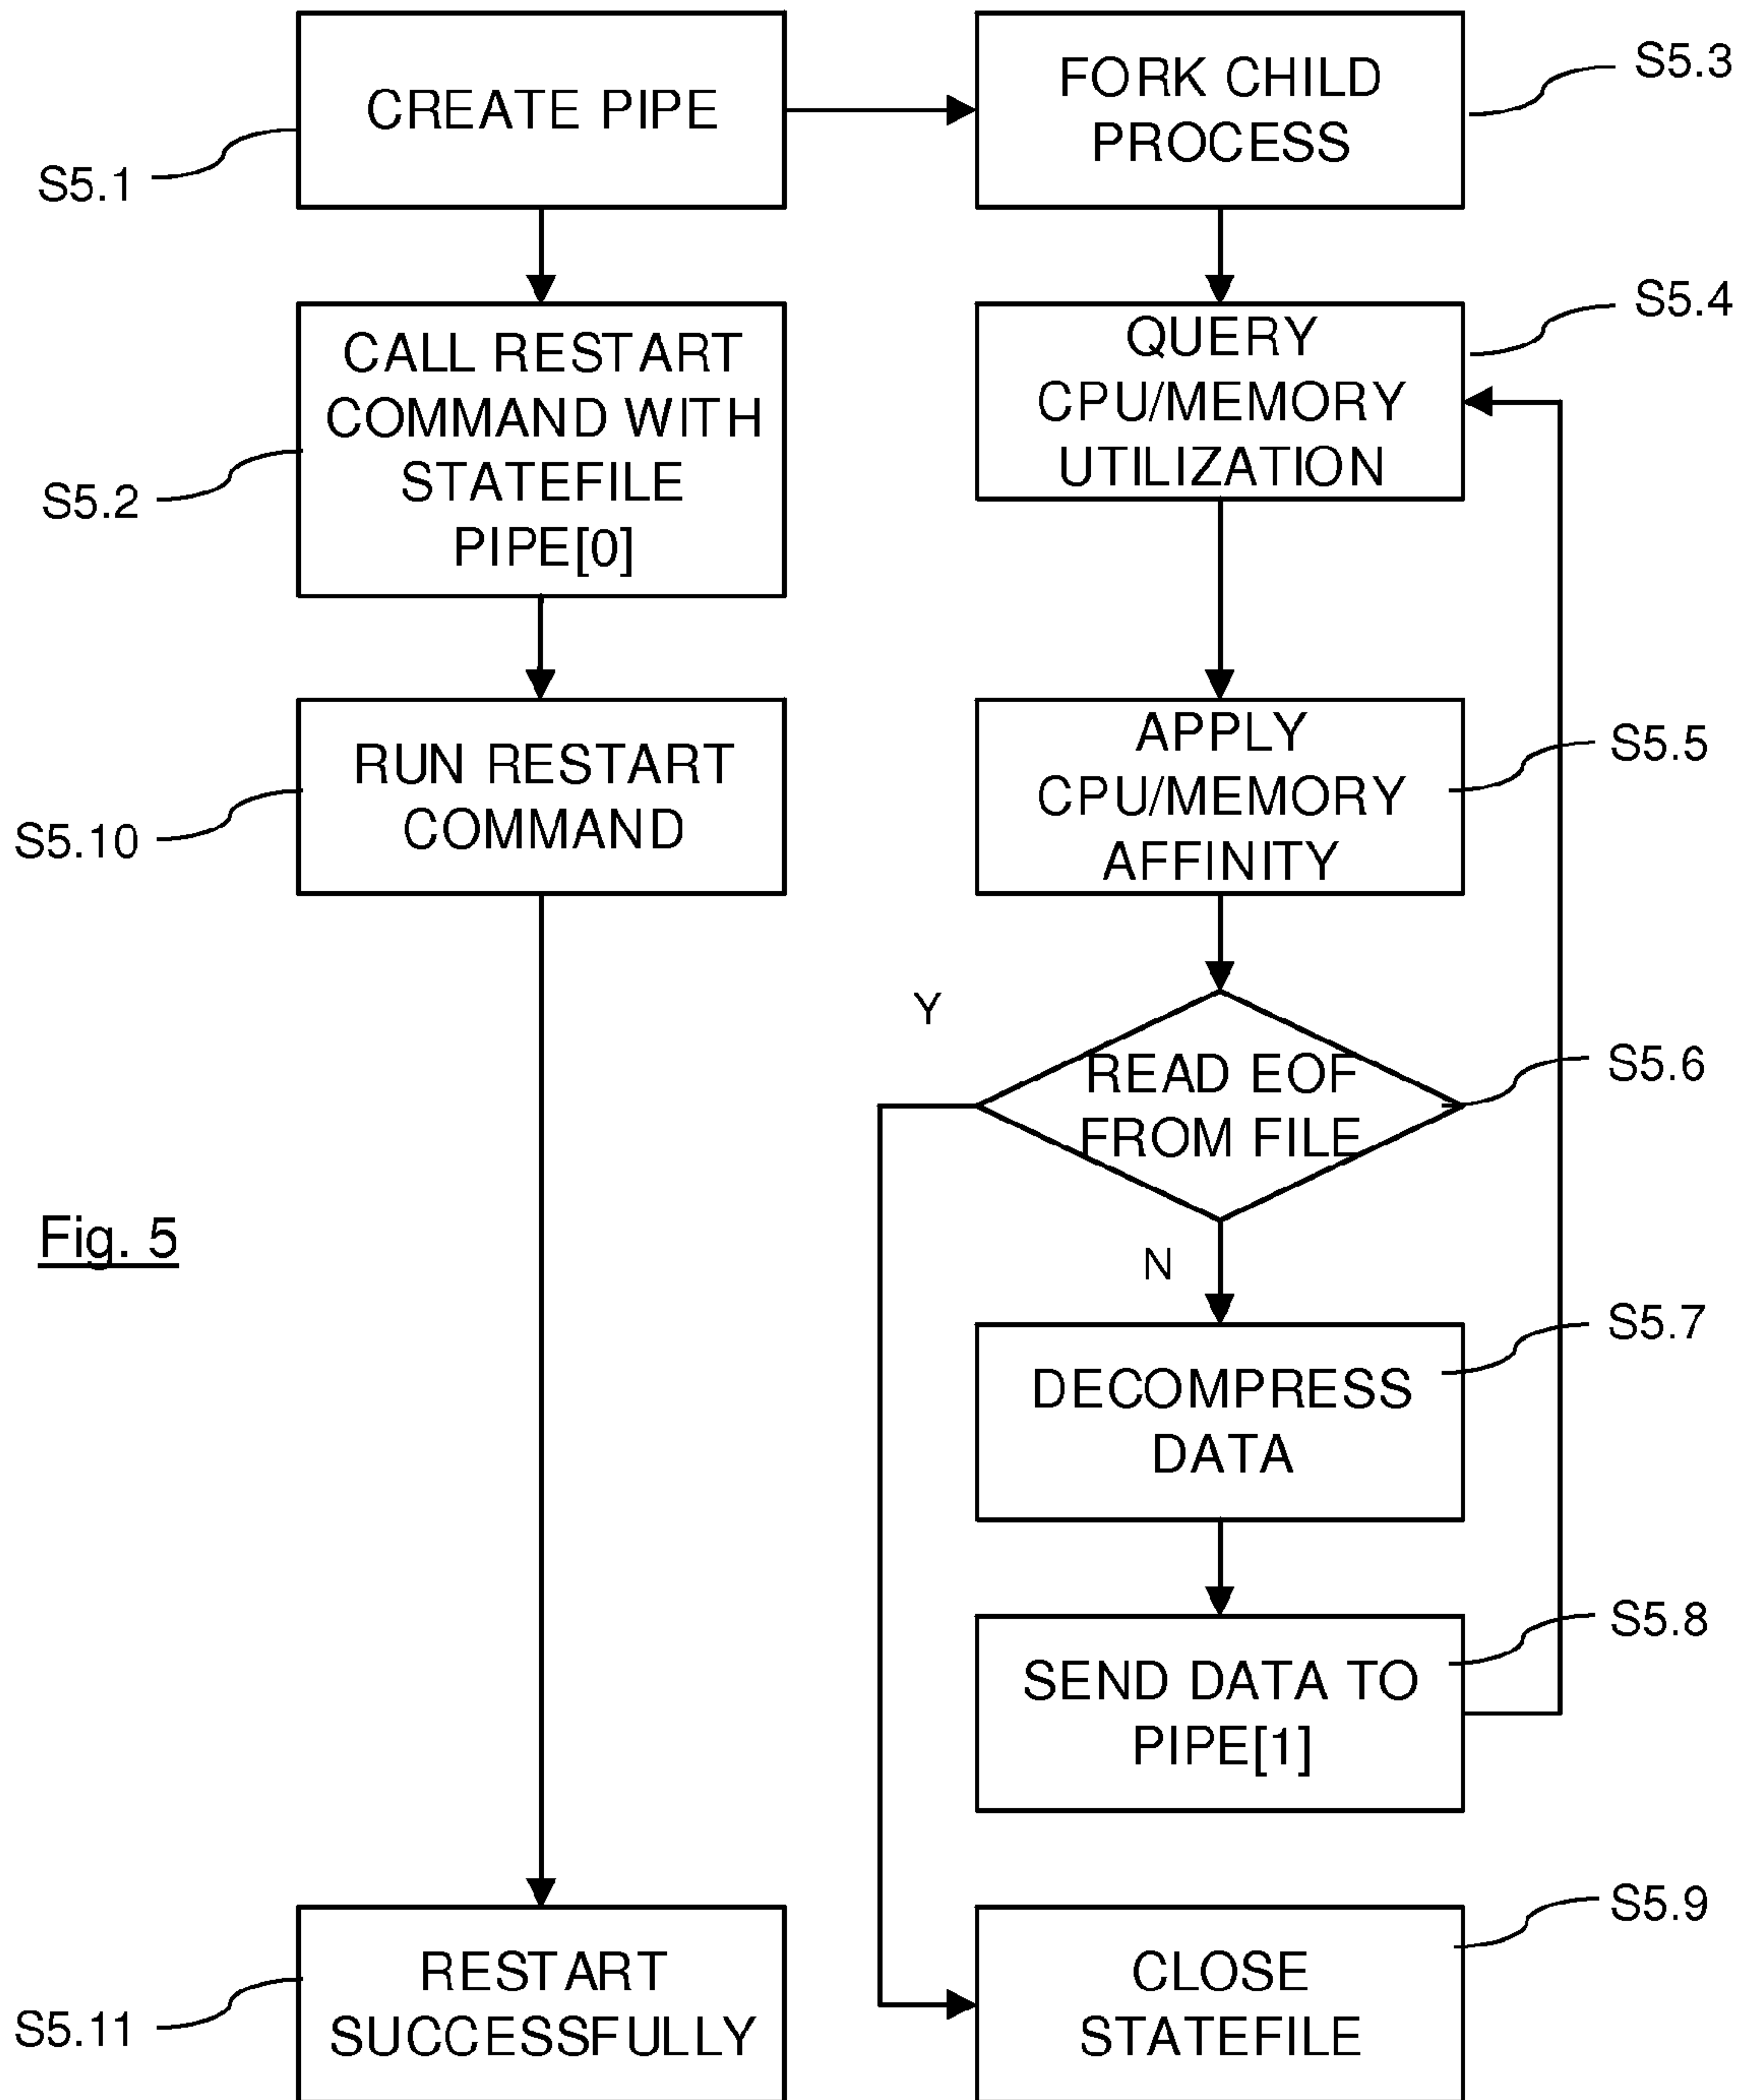 CREATE PIPE
S5.1
FORK CHILD
PROCESS
S5.3
CALL RESTART
COMMAND WITH
STATEFILE
PIPE[0]
S5.2
QUERY
CPU/MEMORY
UTILIZATION
S5.4
RUN RESTART
COMMAND
S5.10
APPLY
CPU/MEMORY
AFFINITY
S5.5
Y
READ EOF
FROM FILE
S5.6
N
Fig. 5
DECOMPRESS
DATA
S5.7
SEND DATA TO
PIPE[1]
S5.8
RESTART
SUCCESSFULLY
S5.11
CLOSE
STATEFILE
S5.9